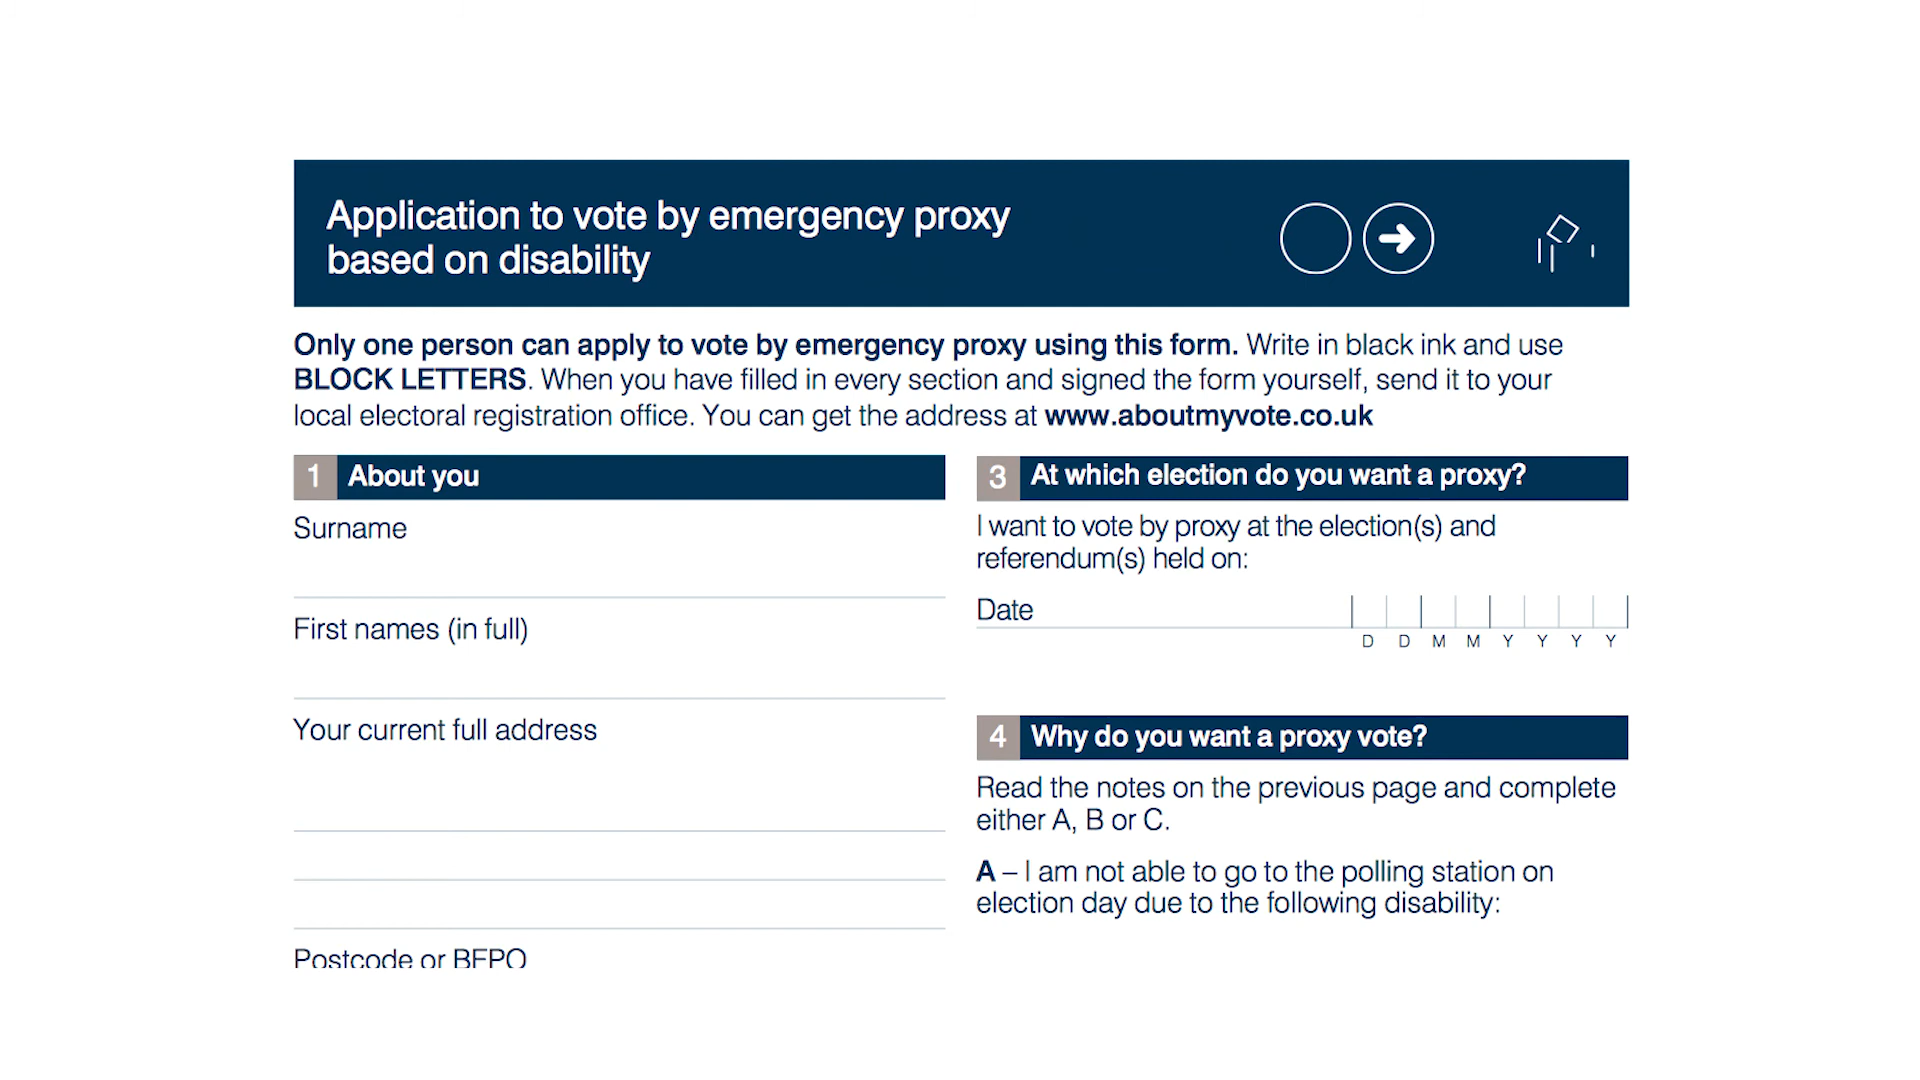 Application to vote by emergency proxy
based on disability
Only one person can apply to vote by emergency proxy using this form. Write in black ink and use
BLOCK LETTERS. When you have filled in every section and signed the form yourself, send it to your
local electoral registration office. You can get the address at www.aboutmyvote.co.uk
1 About you
Surname
First names (in full)
Your current full address
Postcode or BFPO
3 At which election do you want a proxy?
I want to vote by proxy at the election(s) and
referendum(s) held on:
Date
D D M M Y Y Y Y
4 Why do you want a proxy vote?
Read the notes on the previous page and complete
either A, B or C.
A – I am not able to go to the polling station on
election day due to the following disability: